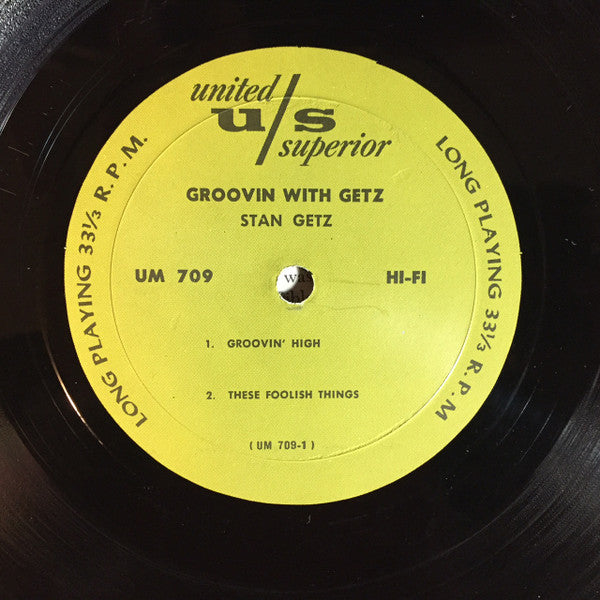 united
u/s
superior
LONG PLAYING 33⅓ R.P.M.
LONG PLAYING 33⅓ R.P.M
GROOVIN WITH GETZ
STAN GETZ
UM 709
HI-FI
was
1. GROOVIN' HIGH
2. THESE FOOLISH THINGS
( UM 709-1 )